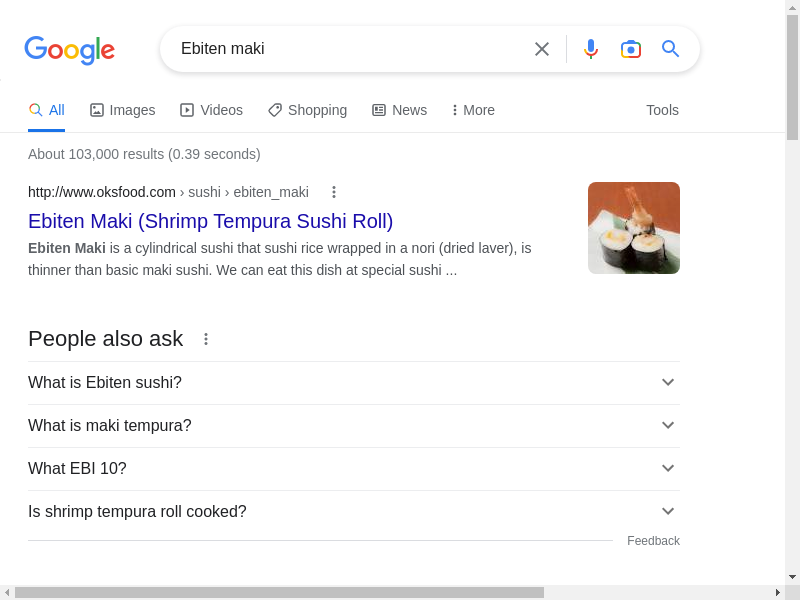 Google
Ebiten maki
All Images Videos Shopping News More Tools
About 103,000 results (0.39 seconds)
http://www.oksfood.com › sushi › ebiten_maki
Ebiten Maki (Shrimp Tempura Sushi Roll)
Ebiten Maki is a cylindrical sushi that sushi rice wrapped in a nori (dried laver), is
thinner than basic maki sushi. We can eat this dish at special sushi ...
People also ask
What is Ebiten sushi?
What is maki tempura?
What EBI 10?
Is shrimp tempura roll cooked?
Feedback